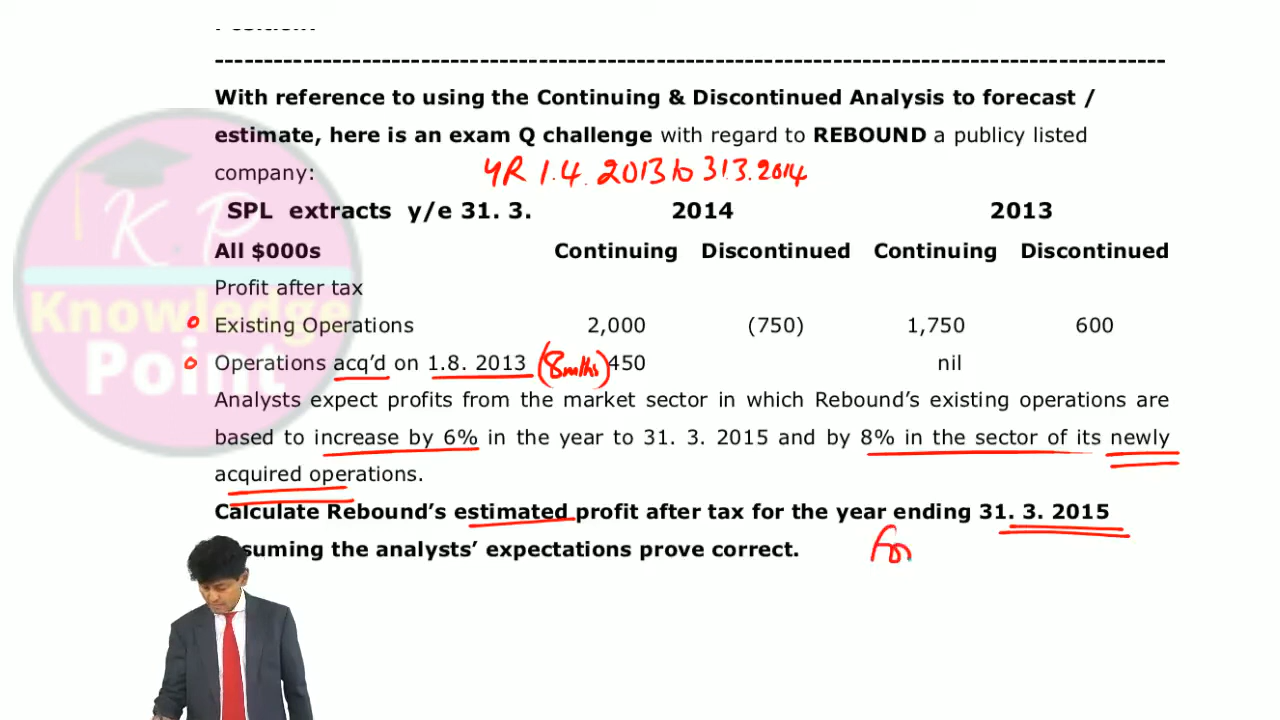 With reference to using the Continuing & Discontinued Analysis to forecast /
estimate, here is an exam Q challenge with regard to REBOUND a publicy listed
company:
YR 1.4. 2013 to 31.3.2014
SPL extracts y/e 31. 3. 2014 2013
All $000s Continuing Discontinued Continuing Discontinued
Profit after tax
Existing Operations 2,000 (750) 1,750 600
Operations acq'd on 1.8. 2013 (8mths) 450 nil
Analysts expect profits from the market sector in which Rebound's existing operations are
based to increase by 6% in the year to 31. 3. 2015 and by 8% in the sector of its newly
acquired operations.
Calculate Rebound's estimated profit after tax for the year ending 31. 3. 2015
the analysts' expectations prove correct.
For
K.P
Knowledge
Point